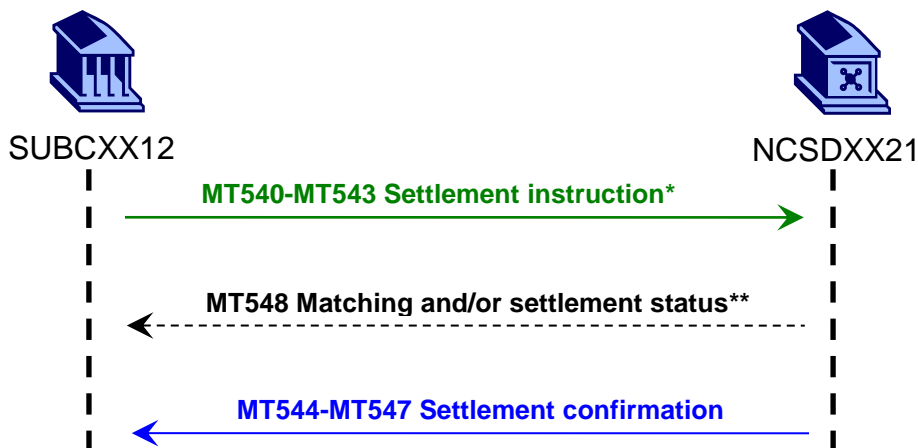 SUBCXX12
NCSDXX21
MT540-MT543 Settlement instruction*
MT548 Matching and/or settlement status**
MT544-MT547 Settlement confirmation